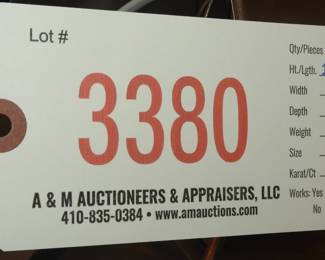 Lot #
3380
A & M AUCTIONEERS & APPRAISERS, LLC
410-835-0384 • www.amauctions.com
Qty/Pieces
Ht./Lgth.
Width
Depth
Weight
Size
Karat/Ct
Works: Yes
No